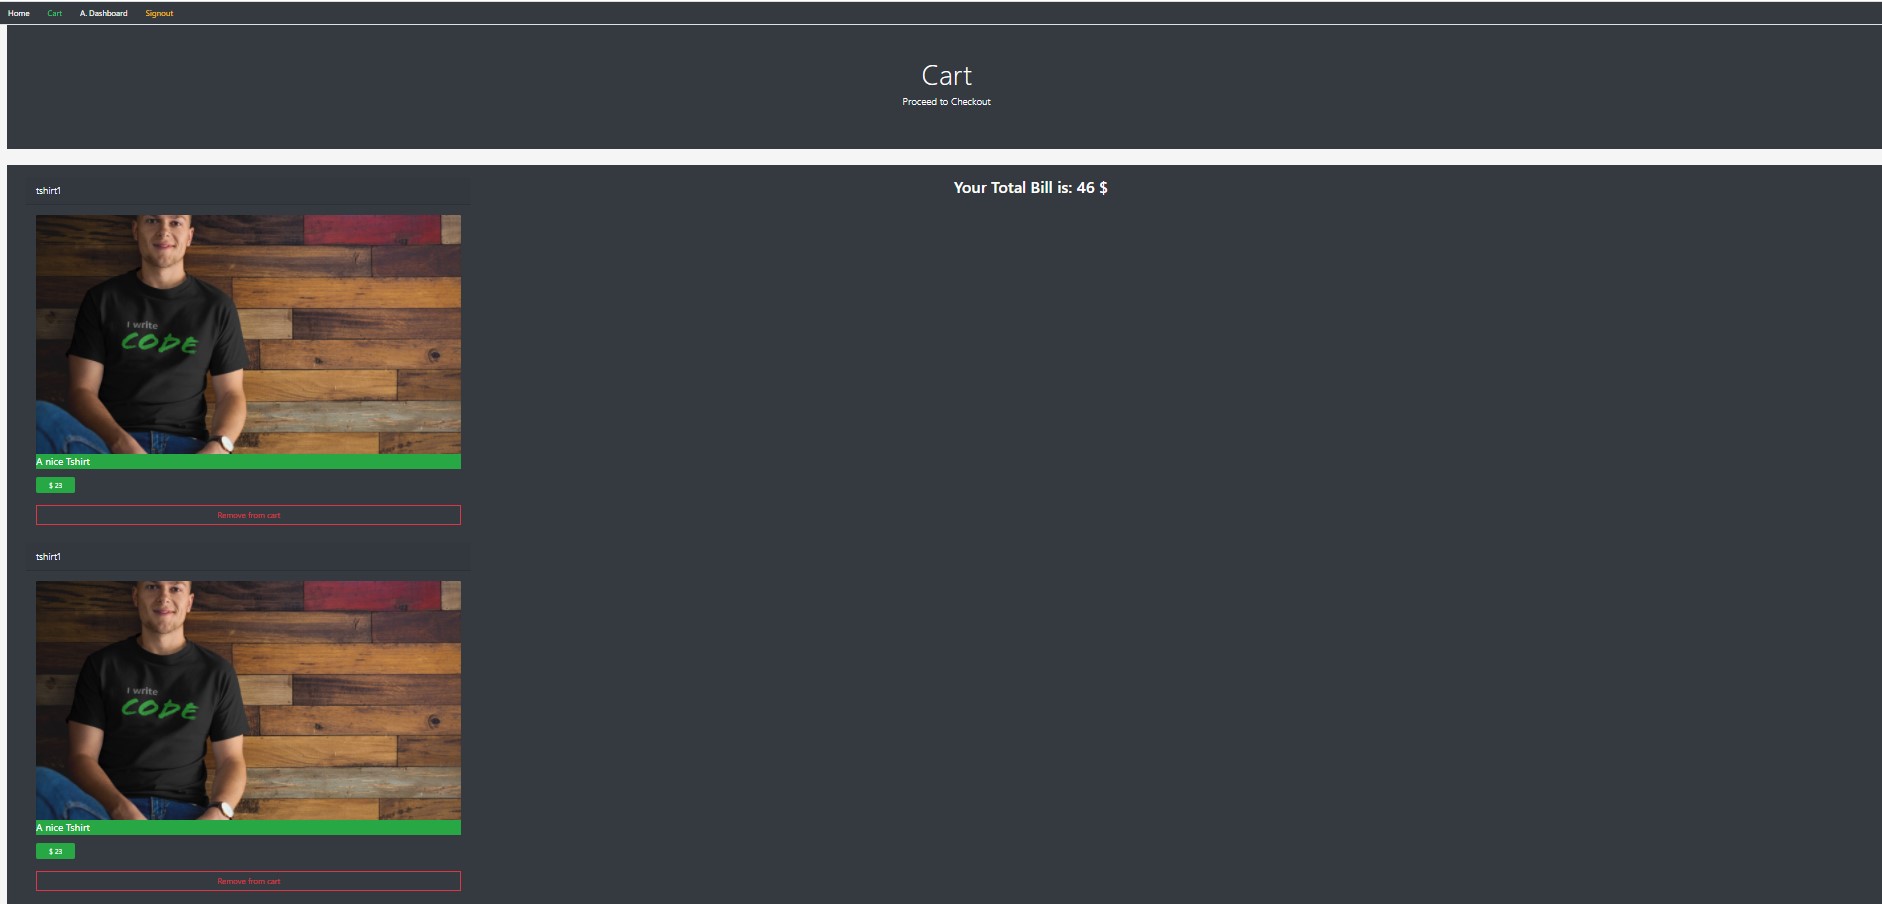 Home Cart A. Dashboard Signout
Cart
Proceed to Checkout
tshirt1
Your Total Bill is: 46 $
I write
CODE
A nice Tshirt
$ 23
Remove from cart
tshirt1
I write
CODE
A nice Tshirt
$ 23
Remove from cart